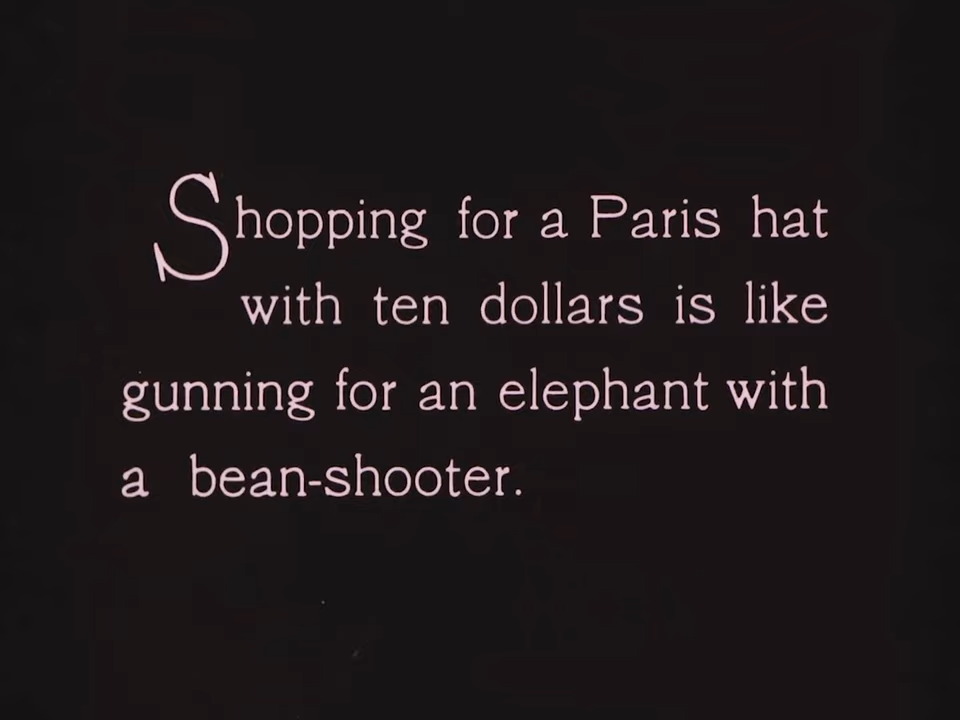 Shopping for a Paris hat
with ten dollars is like
gunning for an elephant with
a bean-shooter.